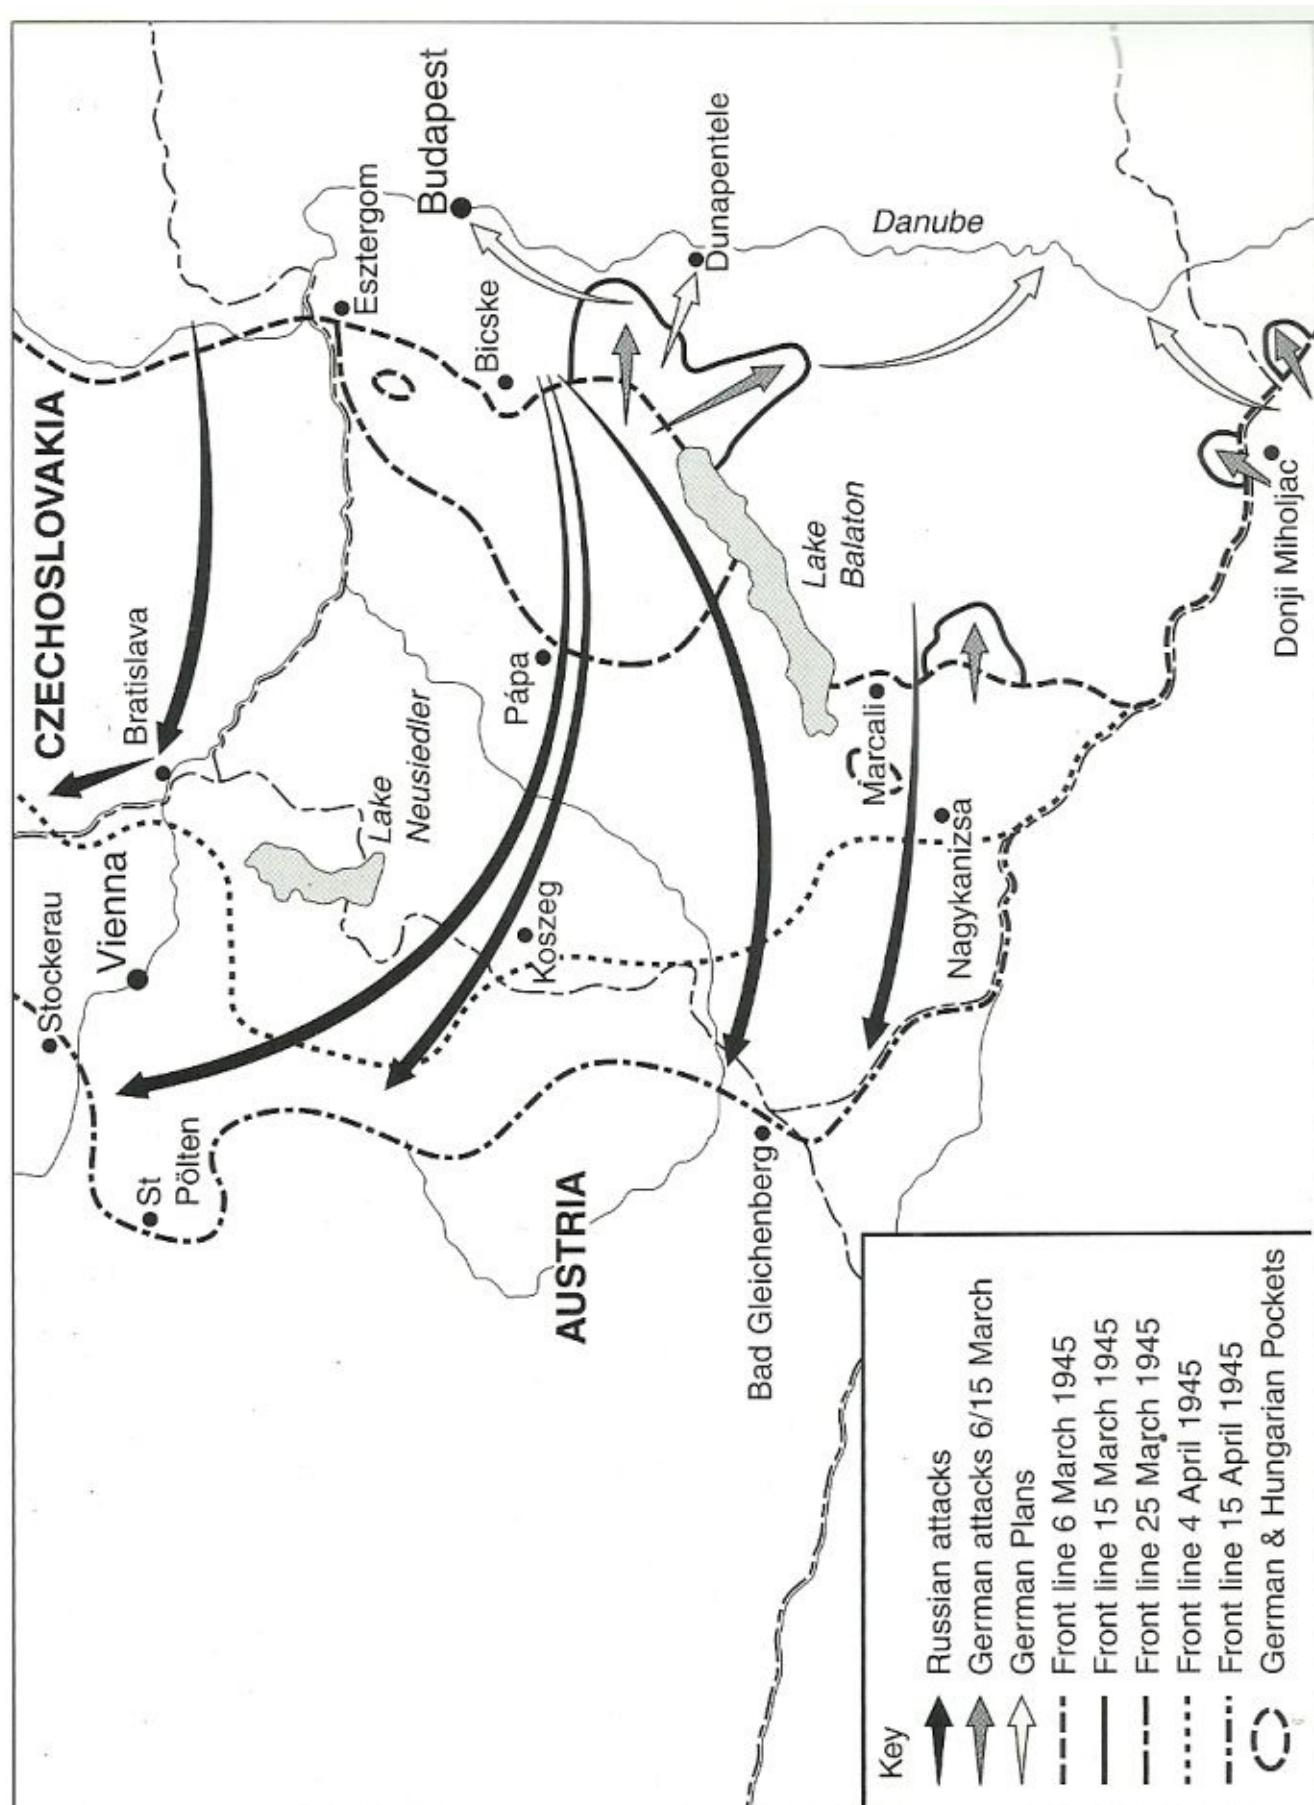 CZECHOSLOVAKIA
Stockerau
Vienna
Bratislava
St
Pölten
Esztergom
Lake
Neusiedler
Budapest
Bicske
Pápa
Koszeg
AUSTRIA
Dunapentele
Lake
Balaton
Danube
Bad Gleichenberg
Marcali
Nagykanizsa
Donji Miholjac
Key
Russian attacks
German attacks 6/15 March
German Plans
Front line 6 March 1945
Front line 15 March 1945
Front line 25 March 1945
Front line 4 April 1945
Front line 15 April 1945
German & Hungarian Pockets